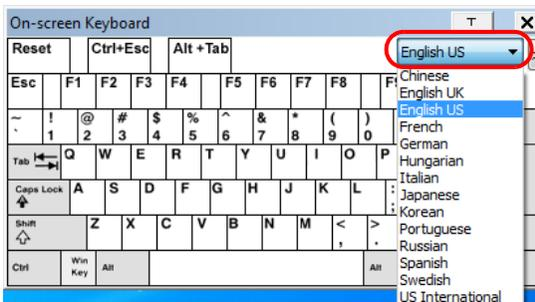 On-screen Keyboard T X
Reset Ctrl+Esc Alt +Tab English US
Esc F1 F2 F3 F4 F5 F6 F7 F8
~ ! @ # $ % ^ & * ( )
` 1 2 3 4 5 6 7 8 9 0
Tab Q W E R T Y U I O P
Caps Lock A S D F G H J K L :
;
Shift Z X C V B N M < >
, .
Ctrl Win Key Alt Alt
Chinese
English UK
English US
French
German
Hungarian
Italian
Japanese
Korean
Portuguese
Russian
Spanish
Swedish
US International